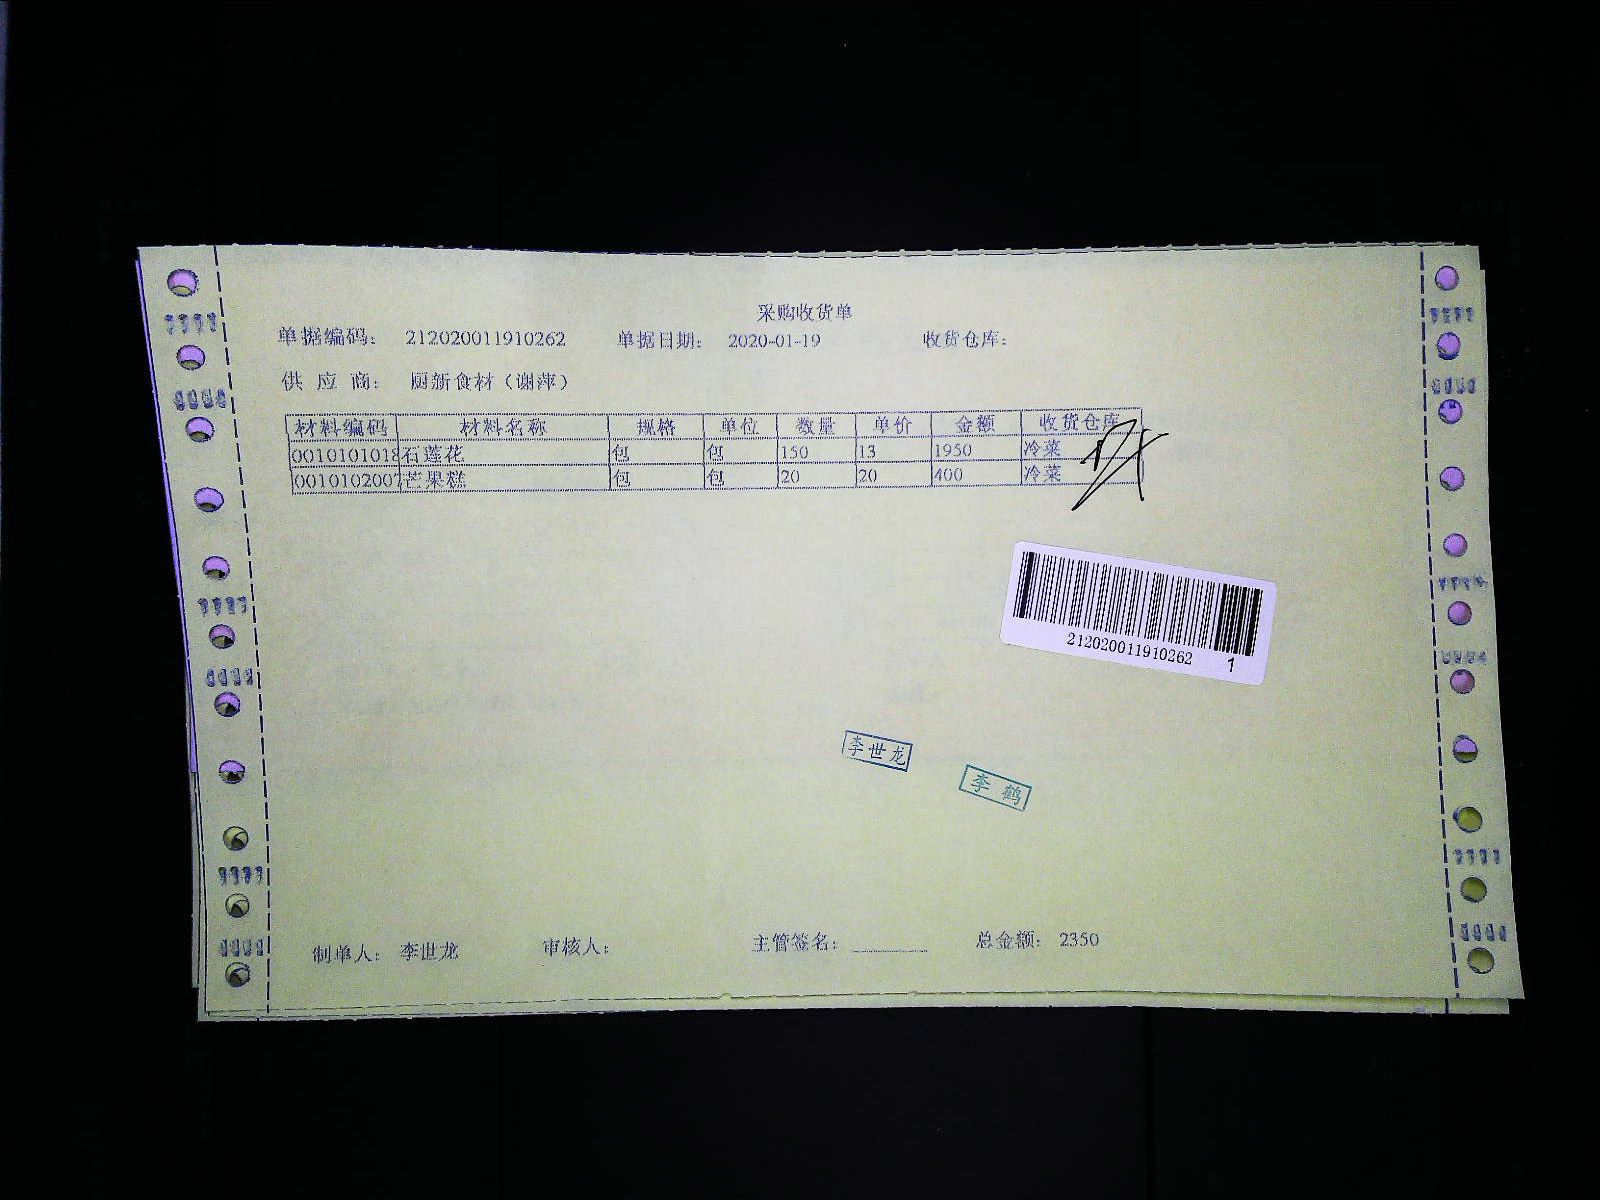 采购收货单
单据编码： 212020011910262 单据日期： 2020-01-19 收货仓库：
供 应 商： 厨新食材（谢萍）
材料编码 材料名称 规格 单位 数量 单价 金额 收货仓库
0010101018 石莲花 包 包 150 13 1950 冷菜
0010102007 芒果糕 包 包 20 20 400 冷菜
212020011910262 1
李世龙
李鹤
制单人： 李世龙 审核人： 主管签名： 总金额： 2350